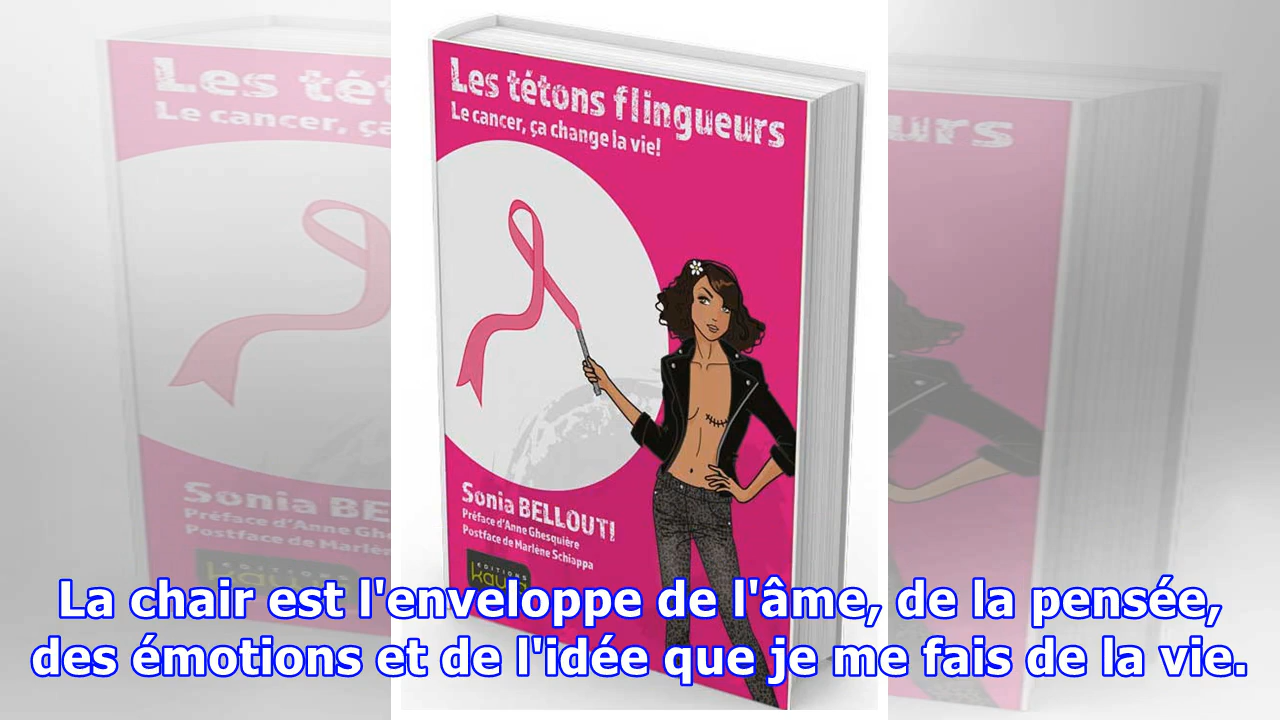 Les tétons flingueurs
Le cancer, ça change la vie!
Sonia BELLOUTI
Préface d'Anne Ghesquière
Postface de Marlène Schiappa
EDITIONS
La chair est l'enveloppe de l'âme, de la pensée,
des émotions et de l'idée que je me fais de la vie.